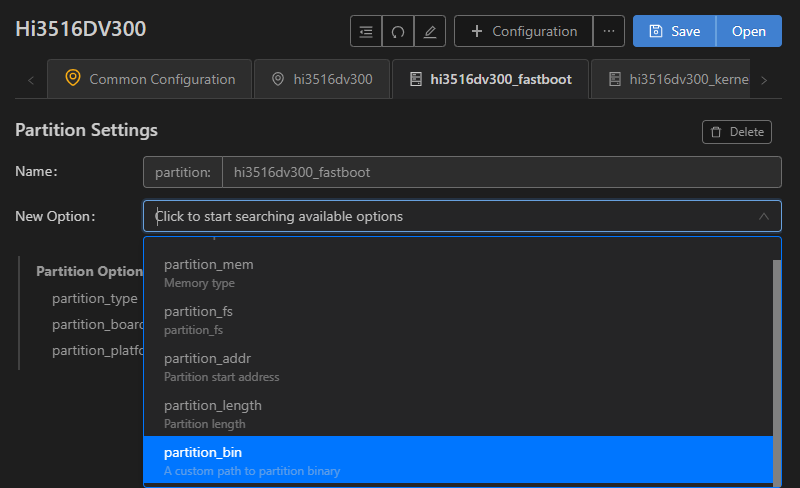 Hi3516DV300
Configuration
Save
Open
Common Configuration
hi3516dv300
hi3516dv300_fastboot
hi3516dv300_kerne
Partition Settings
Delete
Name:
partition:
hi3516dv300_fastboot
New Option:
Click to start searching available options
Partition Option
partition_type
partition_board
partition_platfo
partition_mem
Memory type
partition_fs
partition_fs
partition_addr
Partition start address
partition_length
Partition length
partition_bin
A custom path to partition binary